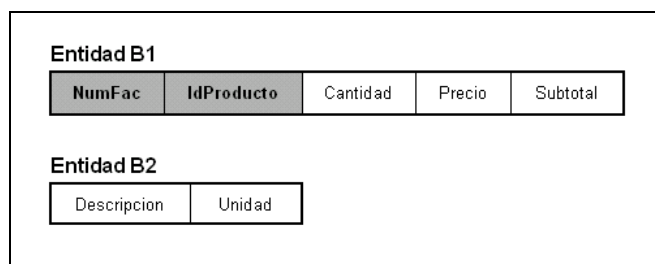 Entidad B1
NumFac IdProducto Cantidad Precio Subtotal
Entidad B2
Descripcion Unidad